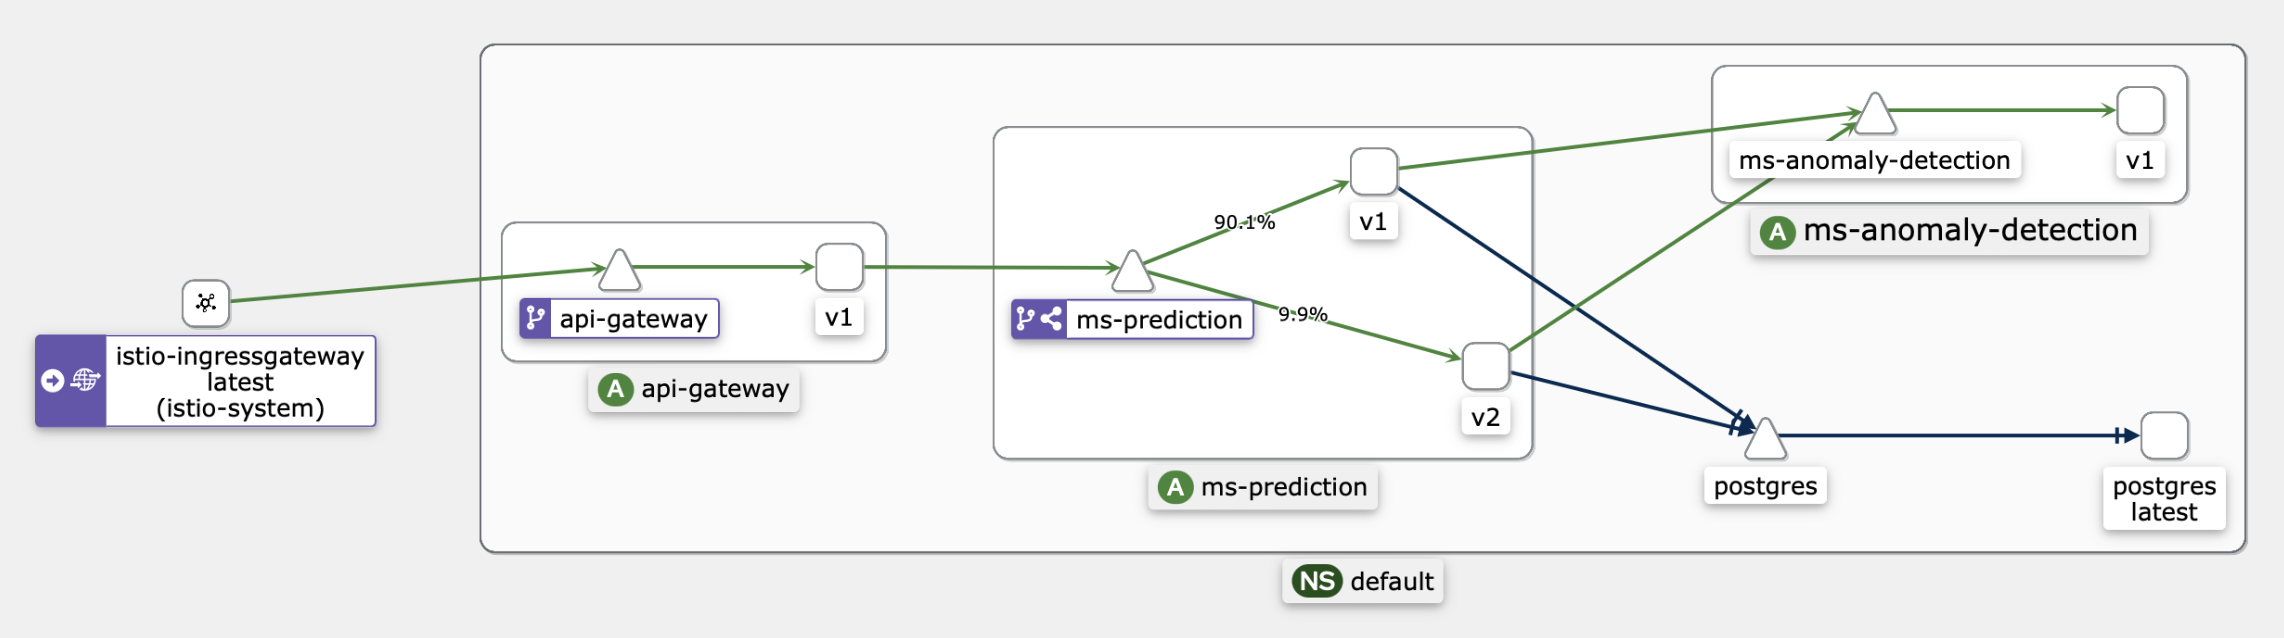 istio-ingressgateway
latest
(istio-system)
api-gateway
v1
A api-gateway
ms-prediction
90.1%
9.9%
v1
v2
A ms-prediction
ms-anomaly-detection
v1
A ms-anomaly-detection
postgres
postgres
latest
NS default